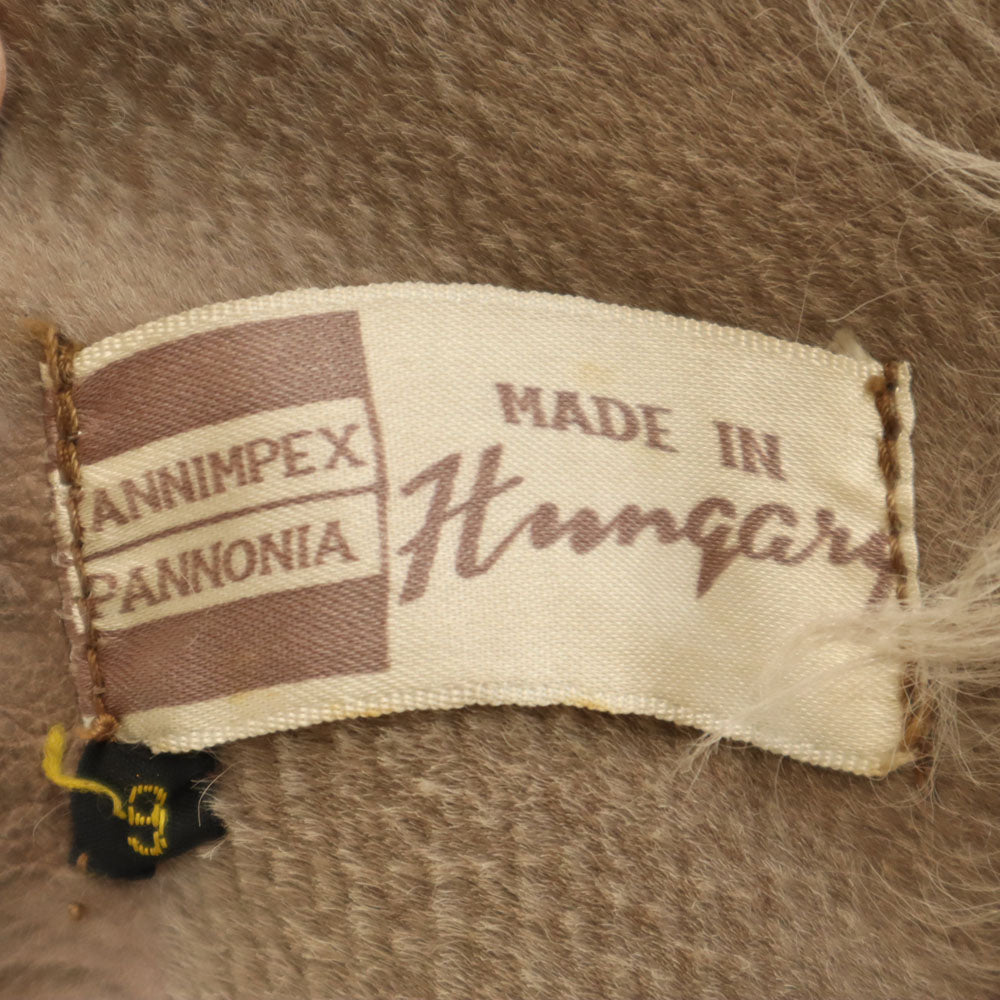 ANNIMPEX
PANNONIA
MADE IN
Hungary
9